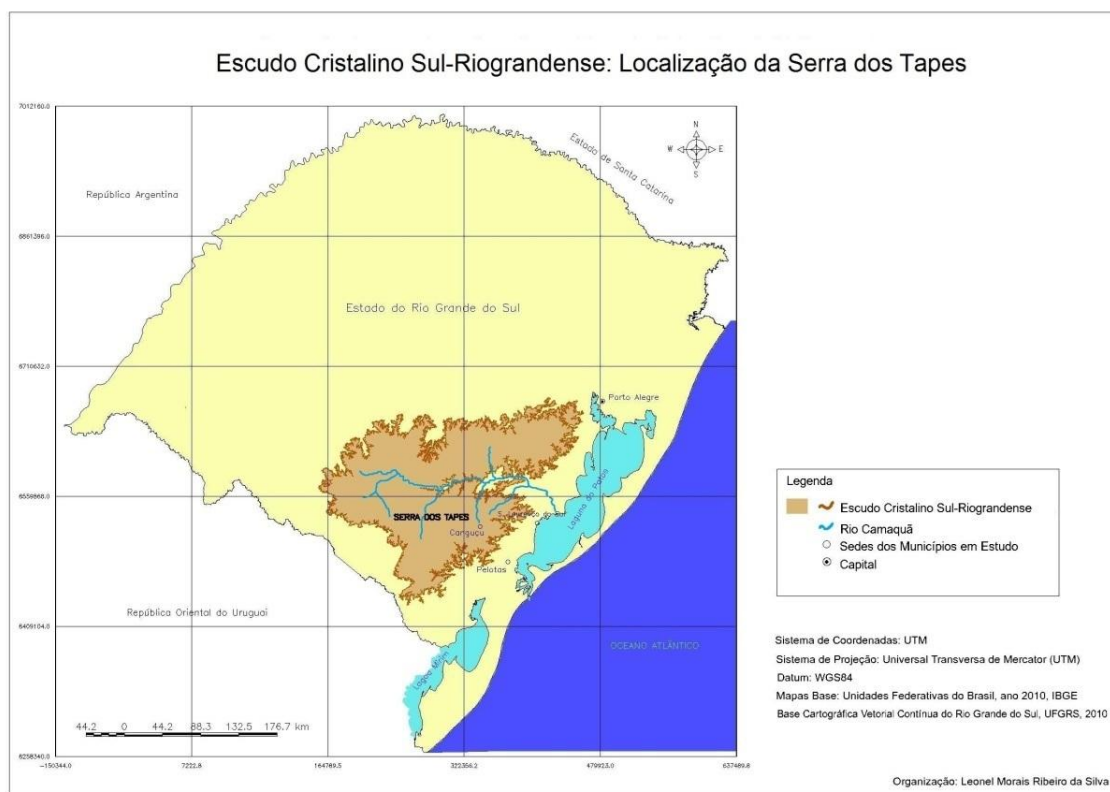 Escudo Cristalino Sul-Riograndense: Localização da Serra dos Tapes
7012160.0
6861396.0
6710632.0
6559868.0
6409104.0
6258340.0
-150344.0
7222.8
164789.5
322356.2
479923.0
637489.8
N
W
E
S
República Argentina
Estado de Santa Catarina
Estado do Rio Grande do Sul
Porto Alegre
Laguna do Patos
SERRA DOS TAPES
Canguçu
Pelotas
República Oriental do Uruguai
Lagoa Mirim
OCEANO ATLÂNTICO
44.2 0 44.2 88.3 132.5 176.7 km
Legenda
Escudo Cristalino Sul-Riograndense
Rio Camaquã
Sedes dos Municípios em Estudo
Capital
Sistema de Coordenadas: UTM
Sistema de Projeção: Universal Transversa de Mercator (UTM)
Datum: WGS84
Mapas Base: Unidades Federativas do Brasil, ano 2010, IBGE
Base Cartográfica Vetorial Contínua do Rio Grande do Sul, UFGRS, 2010
Organização: Leonel Morais Ribeiro da Silva